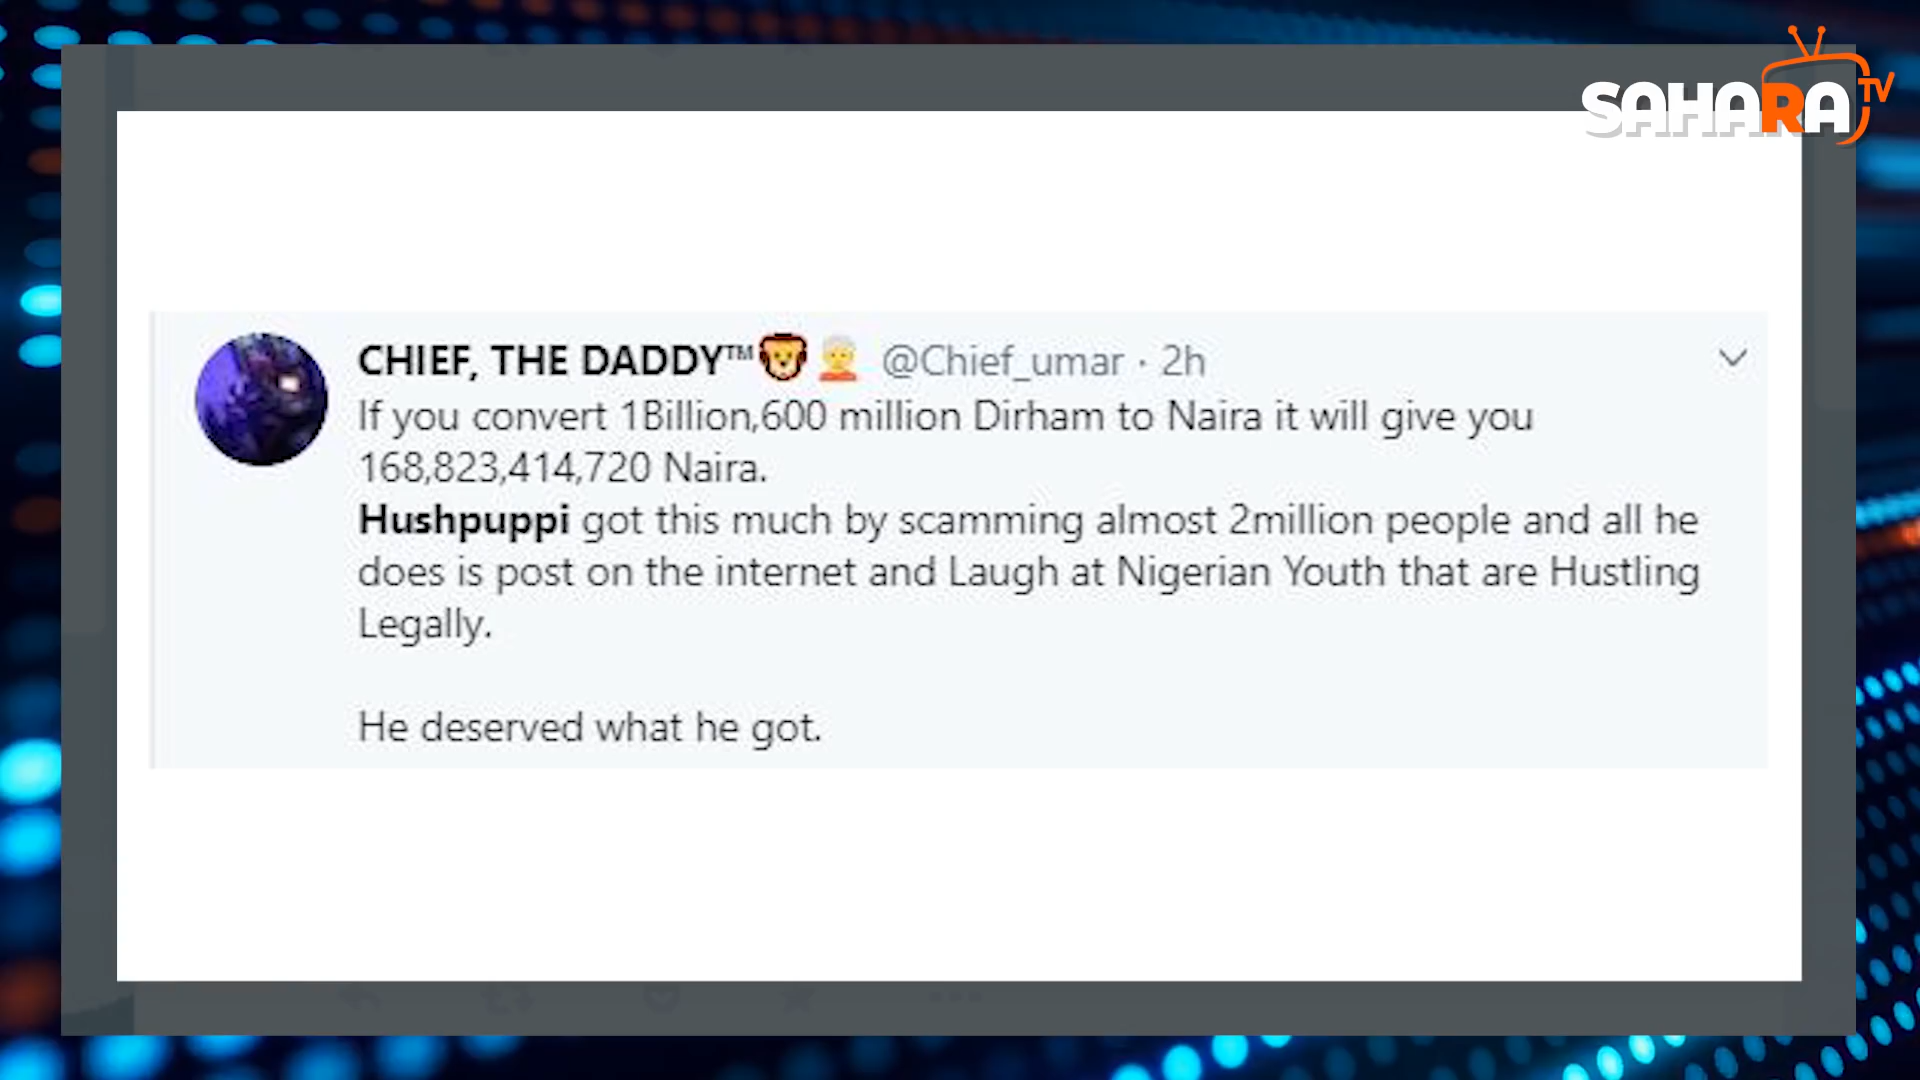 SAHARA TV
CHIEF, THE DADDY™🦁👱 @Chief_umar · 2h
If you convert 1Billion,600 million Dirham to Naira it will give you
168,823,414,720 Naira.
Hushpuppi got this much by scamming almost 2million people and all he
does is post on the internet and Laugh at Nigerian Youth that are Hustling
Legally.
He deserved what he got.